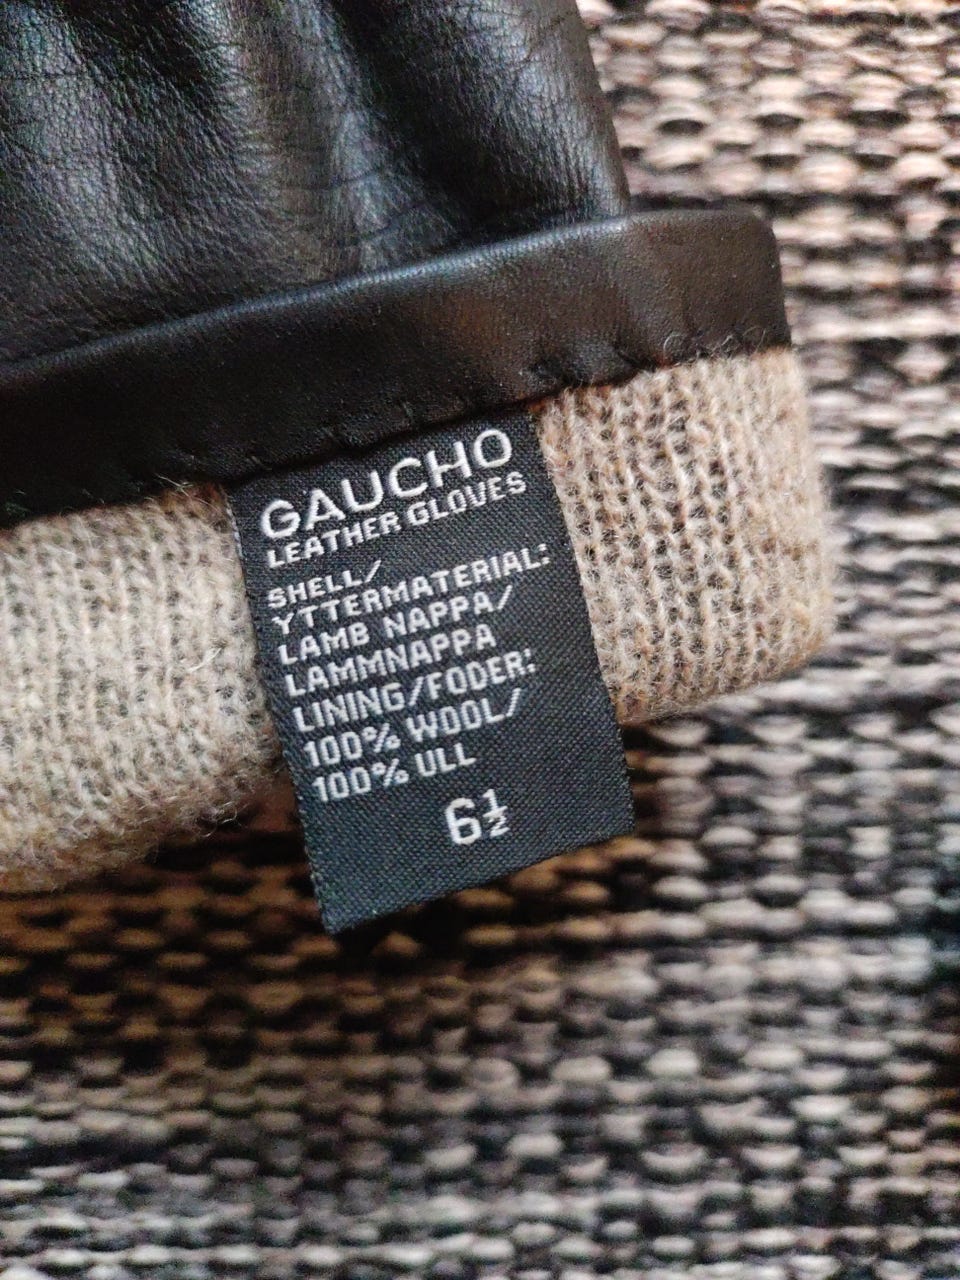 GAUCHO
LEATHER GLOVES
SHELL/
YTTERMATERIAL:
LAMB NAPPA/
LAMMNAPPA
LINING/FODER:
100% WOOL/
100% ULL
6½